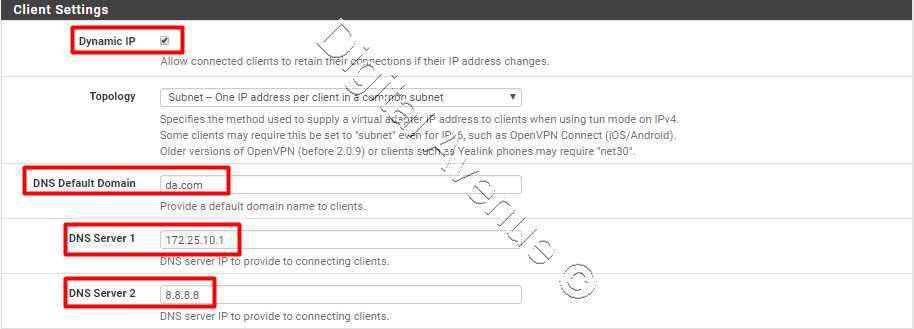 Client Settings
Dynamic IP
Allow connected clients to retain their connections if their IP address changes.
Topology
Subnet -- One IP address per client in a common subnet
Specifies the method used to supply a virtual adapter IP address to clients when using tun mode on IPv4.
Some clients may require this be set to "subnet" even for IPv6, such as OpenVPN Connect (iOS/Android).
Older versions of OpenVPN (before 2.0.9) or clients such as Yealink phones may require "net30".
DNS Default Domain
da.com
Provide a default domain name to clients.
DNS Server 1
172.25.10.1
DNS server IP to provide to connecting clients.
DNS Server 2
8.8.8.8
DNS server IP to provide to connecting clients.
Digital Avenue ©